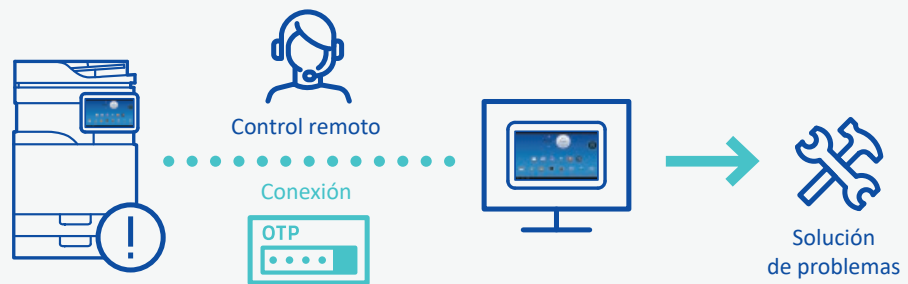 Control remoto
Conexión
OTP
Solución
de problemas